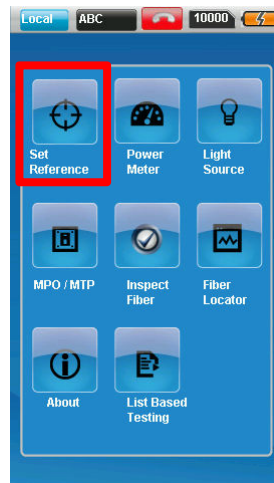 Local ABC 10000
Set Reference
Power Meter
Light Source
MPO / MTP
Inspect Fiber
Fiber Locator
About
List Based Testing